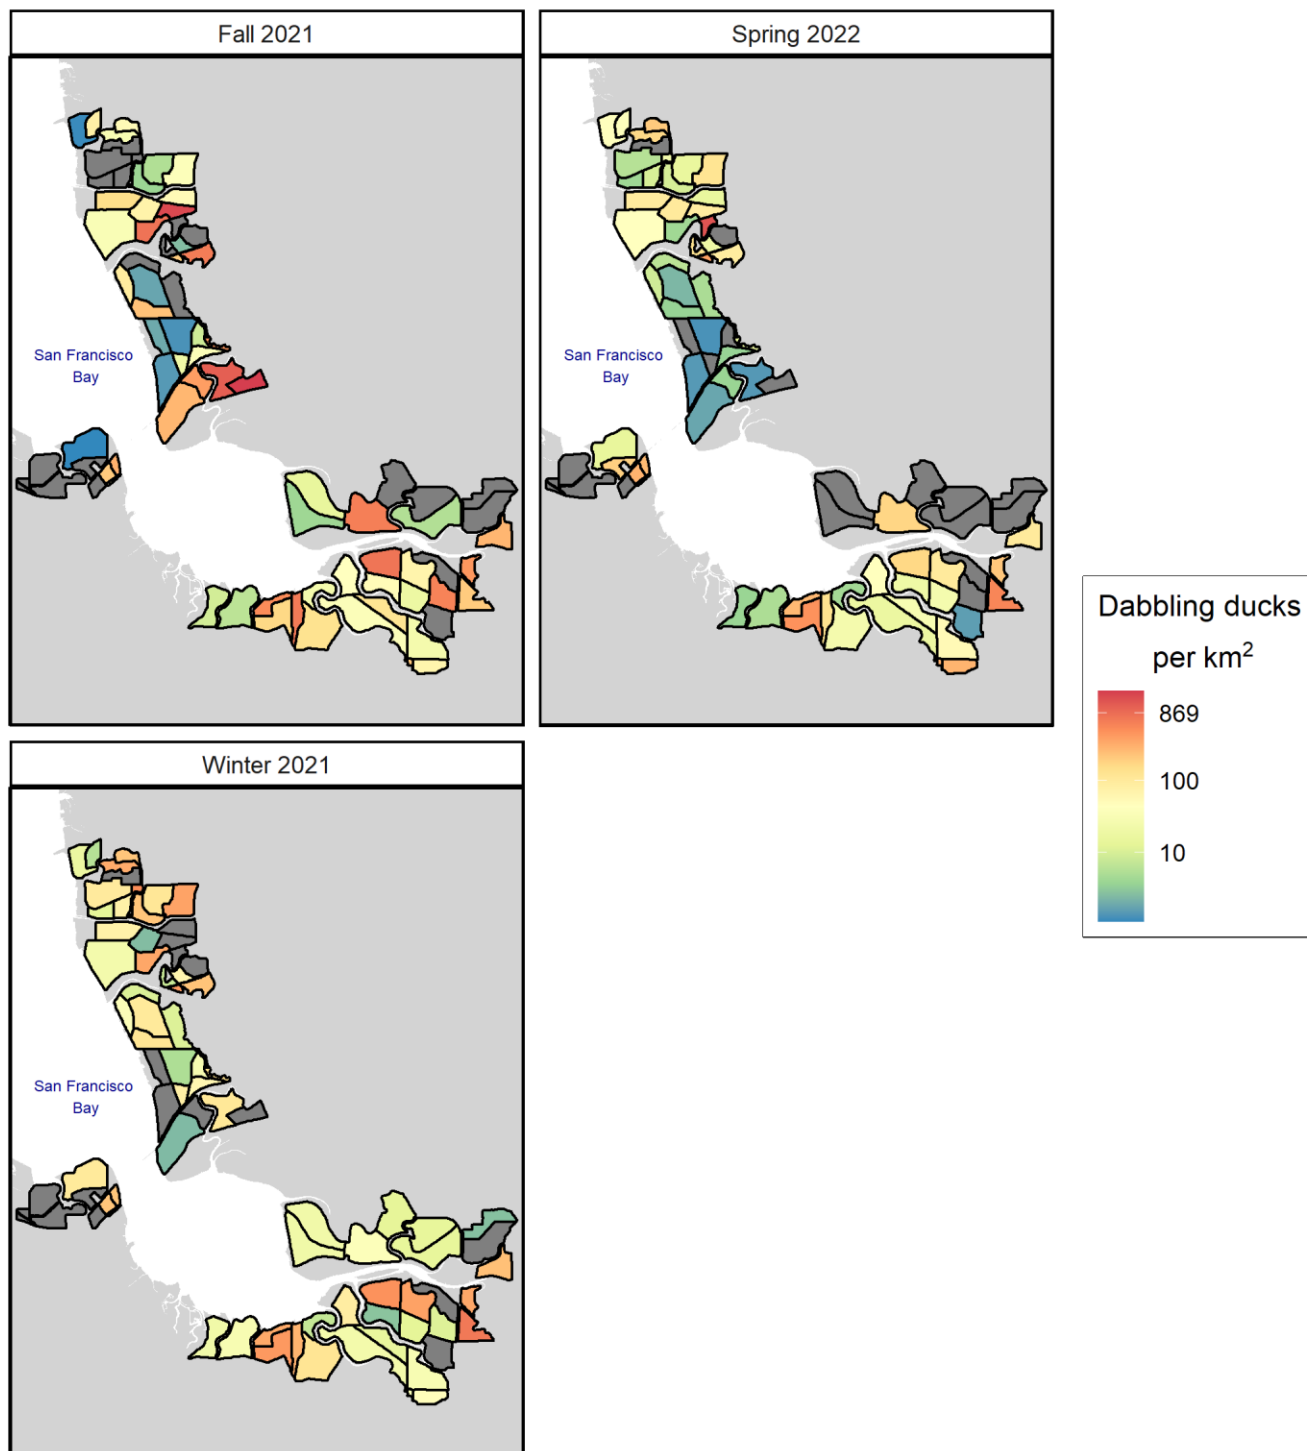 Fall 2021
Spring 2022
San Francisco
Bay
San Francisco
Bay
Dabbling ducks
per km²
869
100
10
Winter 2021
San Francisco
Bay